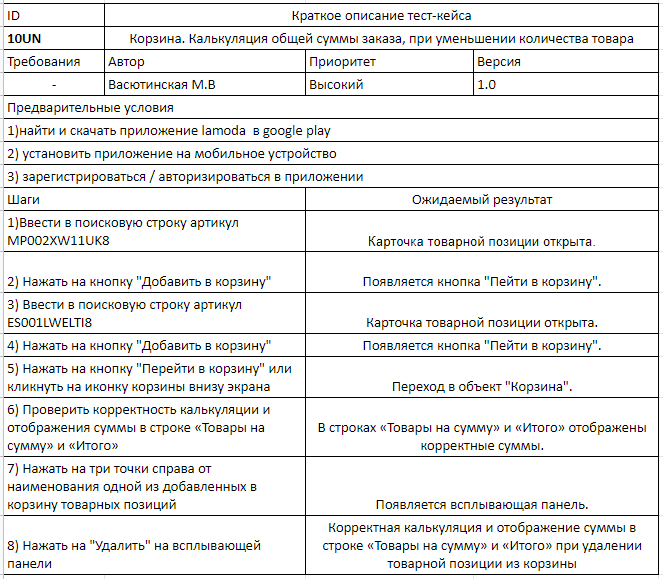 ID Краткое описание тест-кейса
10UN Корзина. Калькуляция общей суммы заказа, при уменьшении количества товара
Требования Автор Приоритет Версия
- Васютинская М.В Высокий 1.0
Предварительные условия
1)найти и скачать приложение lamoda в google play
2) установить приложение на мобильное устройство
3) зарегистрироваться / авторизироваться в приложении
Шаги Ожидаемый результат
1)Ввести в поисковую строку артикул
MP002XW11UK8 Карточка товарной позиции открыта.
2) Нажать на кнопку "Добавить в корзину" Появляется кнопка "Пейти в корзину".
3) Ввести в поисковую строку артикул
ES001LWELTI8 Карточка товарной позиции открыта.
4) Нажать на кнопку "Добавить в корзину" Появляется кнопка "Пейти в корзину".
5) Нажать на кнопку "Перейти в корзину" или
кликнуть на иконку корзины внизу экрана Переход в объект "Корзина".
6) Проверить корректность калькуляции и
отображения суммы в строке «Товары на
сумму» и «Итого»
В строках «Товары на сумму» и «Итого» отображены
корректные суммы.
7) Нажать на три точки справа от
наименования одной из добавленных в
корзину товарных позиций Появляется всплывающая панель.
8) Нажать на "Удалить" на всплывающей
панели
Корректная калькуляция и отображение суммы в
строке «Товары на сумму» и «Итого» при удалении
товарной позиции из корзины